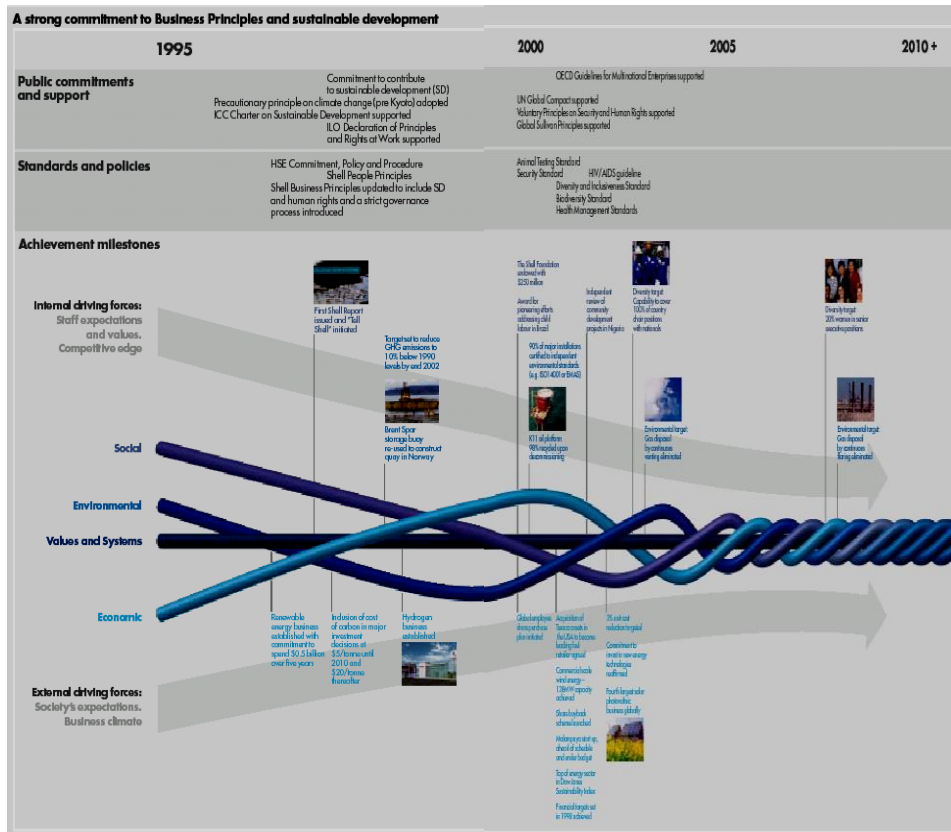 A strong commitment to Business Principles and sustainable development
1995
2000
2005
2010 +
Public commitments
and support
Commitment to contribute
to sustainable development (SD)
Precautionary principle on climate change (pre Kyoto) adopted
ICC Charter on Sustainable Development supported
ILO Declaration of Principles
and Rights at Work supported
OECD Guidelines for Multinational Enterprises supported
UN Global Compact supported
Voluntary Principles on Security and Human Rights supported
Global Sullivan Principles supported
Standards and policies
HSE Commitment, Policy and Procedure
Shell People Principles
Shell Business Principles updated to include SD
and human rights and a strict governance
process introduced
Animal Testing Standard
Security Standard
HIV/AIDS guideline
Diversity and Inclusiveness Standard
Biodiversity Standard
Health Management Standards
Achievement milestones
Internal driving forces:
Staff expectations
and values.
Competitive edge
First Shell Report
issued and "Tell
Shell" initiated
Target set to reduce
GHG emissions to
10% below 1990
levels by end 2002
Brent Spar
storage buoy
re-used to construct
quay in Norway
The Shell Foundation
endowed with
$250 million
Award for
pioneering efforts
addressing child
labour in Brazil
90% of major installations
certified to independent
environmental standards
(e.g. ISO14001 or EMAS)
K11 oil platform
98% recycled upon
decommissioning
Independent
review of
community
development
projects in Nigeria
Diversity target
Capability to cover
100% of country
chair positions
with nationals
Environmental target:
Gas disposal
by continuous
venting eliminated
Diversity target:
20% women in senior
executive positions
Environmental target:
Gas disposal
by continuous
flaring eliminated
Social
Environmental
Values and Systems
Economic
Renewable
energy business
established with
commitment to
spend $0.5 billion
over five years
Inclusion of cost
of carbon in major
investment
decisions at
$5/tonne until
2010 and
$20/tonne
thereafter
Hydrogen
business
established
Global employee
share purchase
plan initiated
Acquisition of
Texaco assets in
the USA to become
leading fuel
retailer agreed
Commercial scale
wind energy –
128MW capacity
achieved
Share buyback
scheme launched
Malampaya start up,
ahead of schedule
and under budget
Top of energy sector
in Dow Jones
Sustainability Index
Financial targets set
in 1998 achieved
3% unit cost
reduction targeted
Commitment
to invest in new energy
technologies
reaffirmed
Fourth largest solar
photovoltaic
business globally
External driving forces:
Society's expectations.
Business climate